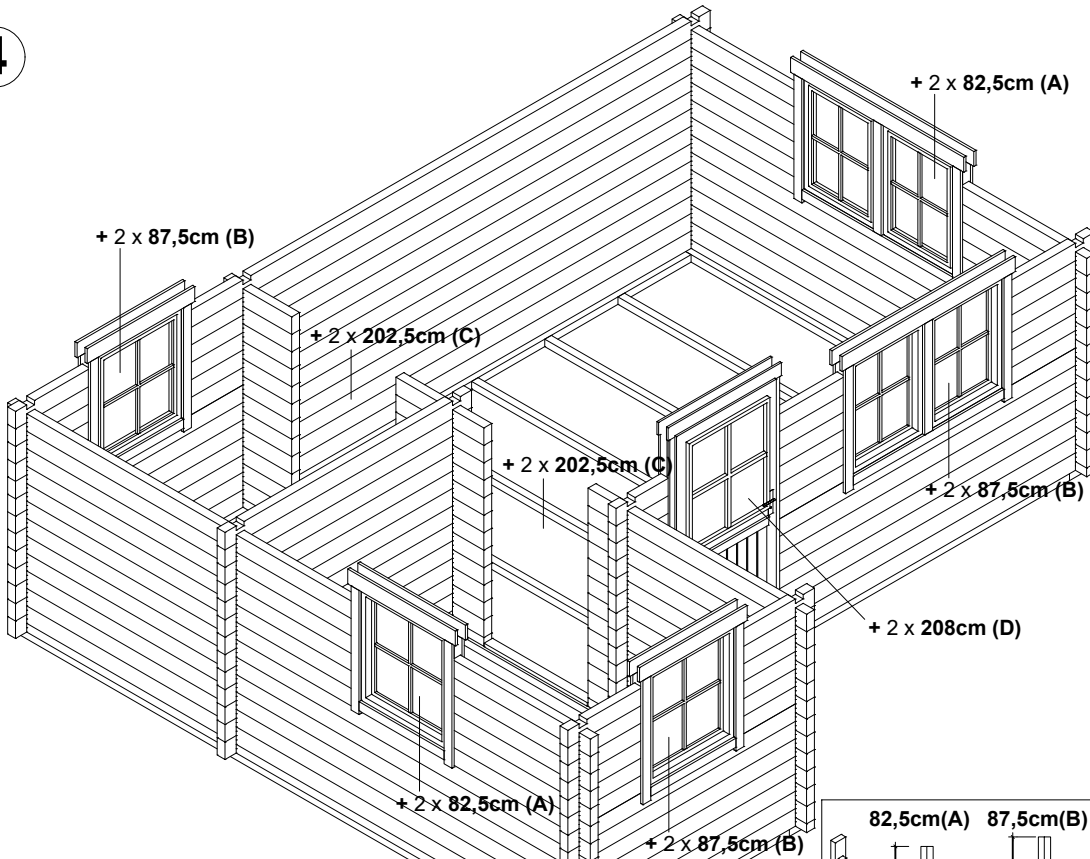 4
+ 2 x 82,5cm (A)
+ 2 x 87,5cm (B)
+ 2 x 202,5cm (C)
+ 2 x 202,5cm (C)
+ 2 x 87,5cm (B)
+ 2 x 208cm (D)
+ 2 x 82,5cm (A)
+ 2 x 87,5cm (B)
82,5cm(A) 87,5cm(B)